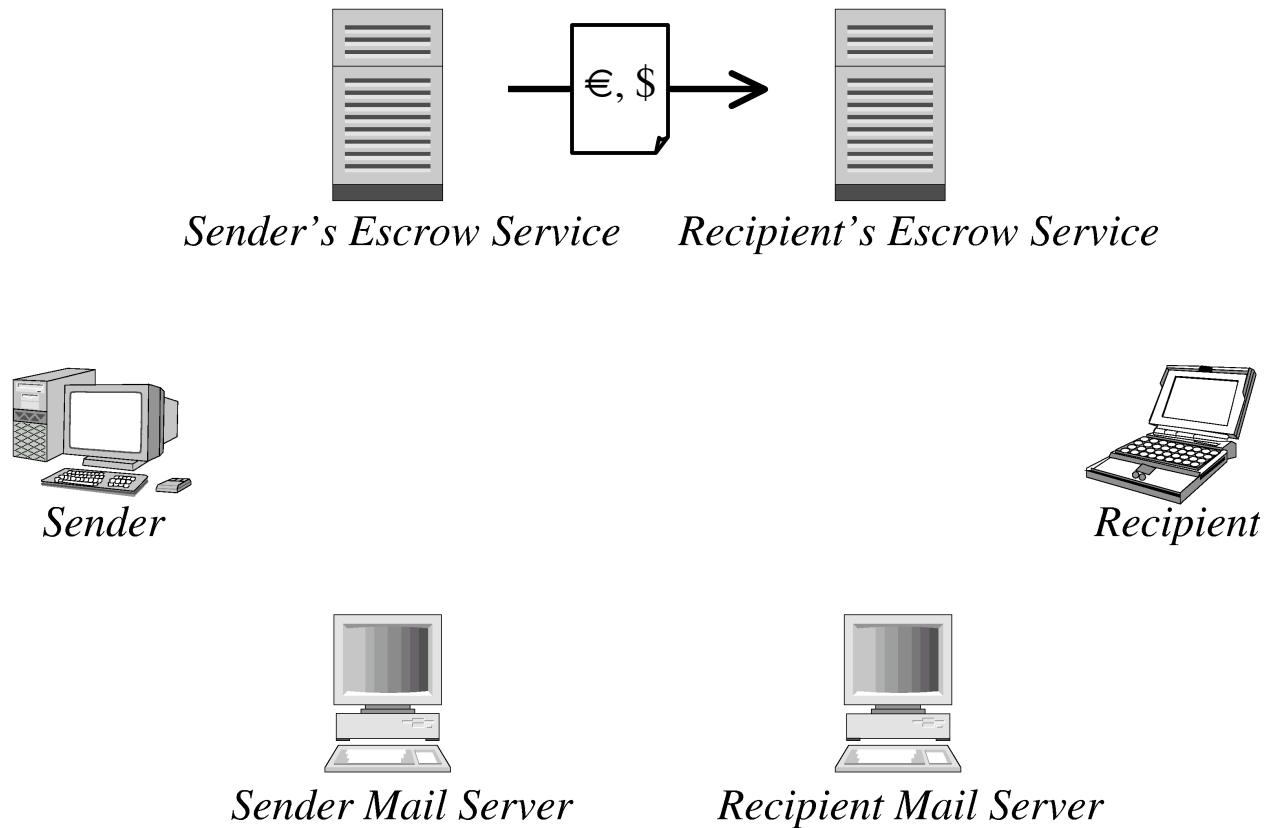 €, $
Sender’s Escrow Service
Recipient’s Escrow Service
Sender
Recipient
Sender Mail Server
Recipient Mail Server